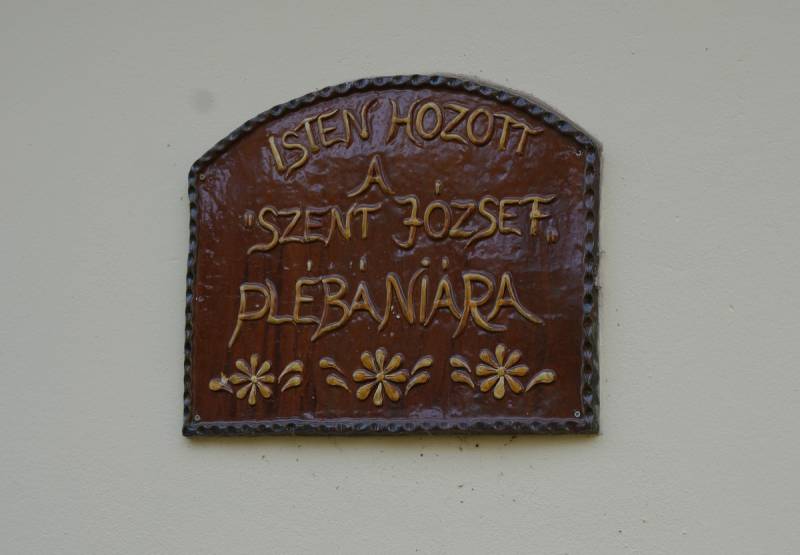 ISTEN HOZOTT
A
"SZENT JÓZSEF„
PLÉBÁNIÁRA